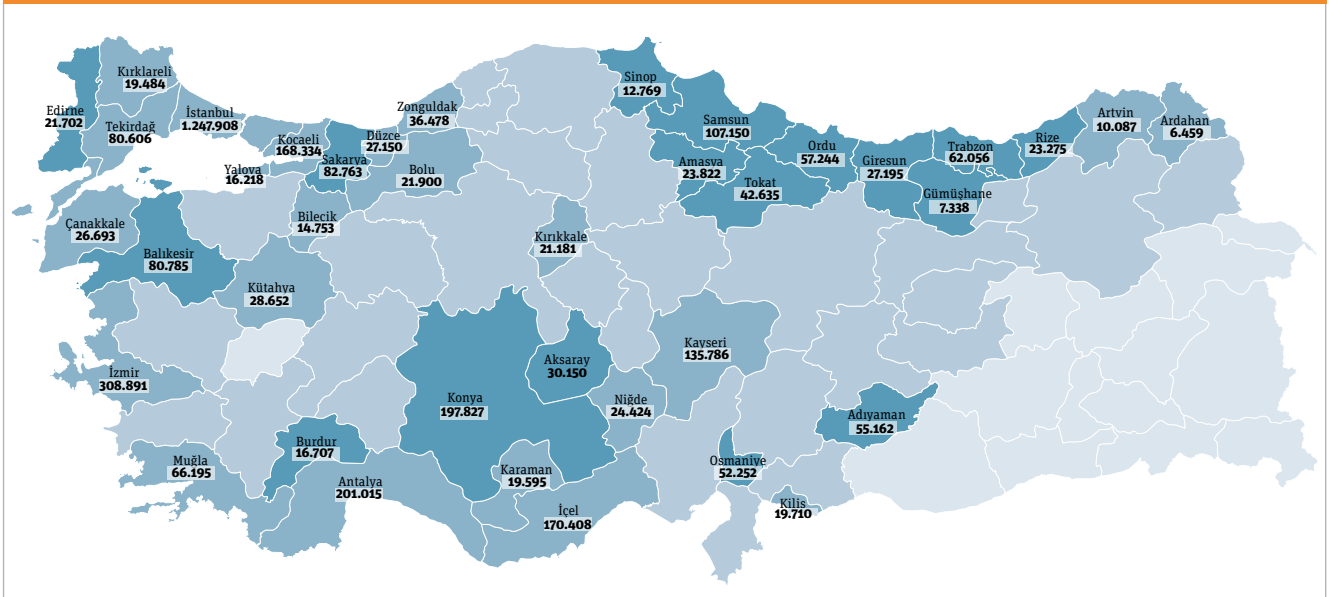 Kırklareli
19.484
Edirne
21.702
Tekirdağ
80.606
İstanbul
1.247.908
Kocaeli
168.334
Yalova
16.218
Sakarya
82.763
Düzce
27.150
Zonguldak
36.478
Bolu
21.900
Bilecik
14.753
Çanakkale
26.693
Balıkesir
80.785
Kütahya
28.652
İzmir
308.891
Muğla
66.195
Burdur
16.707
Antalya
201.015
Konya
197.827
Karaman
19.595
İçel
170.408
Aksaray
30.150
Niğde
24.424
Kayseri
135.786
Kırıkkale
21.181
Sinop
12.769
Samsun
107.150
Amasya
23.822
Tokat
42.635
Ordu
57.244
Giresun
27.195
Gümüşhane
7.338
Trabzon
62.056
Rize
23.275
Artvin
10.087
Ardahan
6.459
Adıyaman
55.162
Osmaniye
52.252
Kilis
19.710